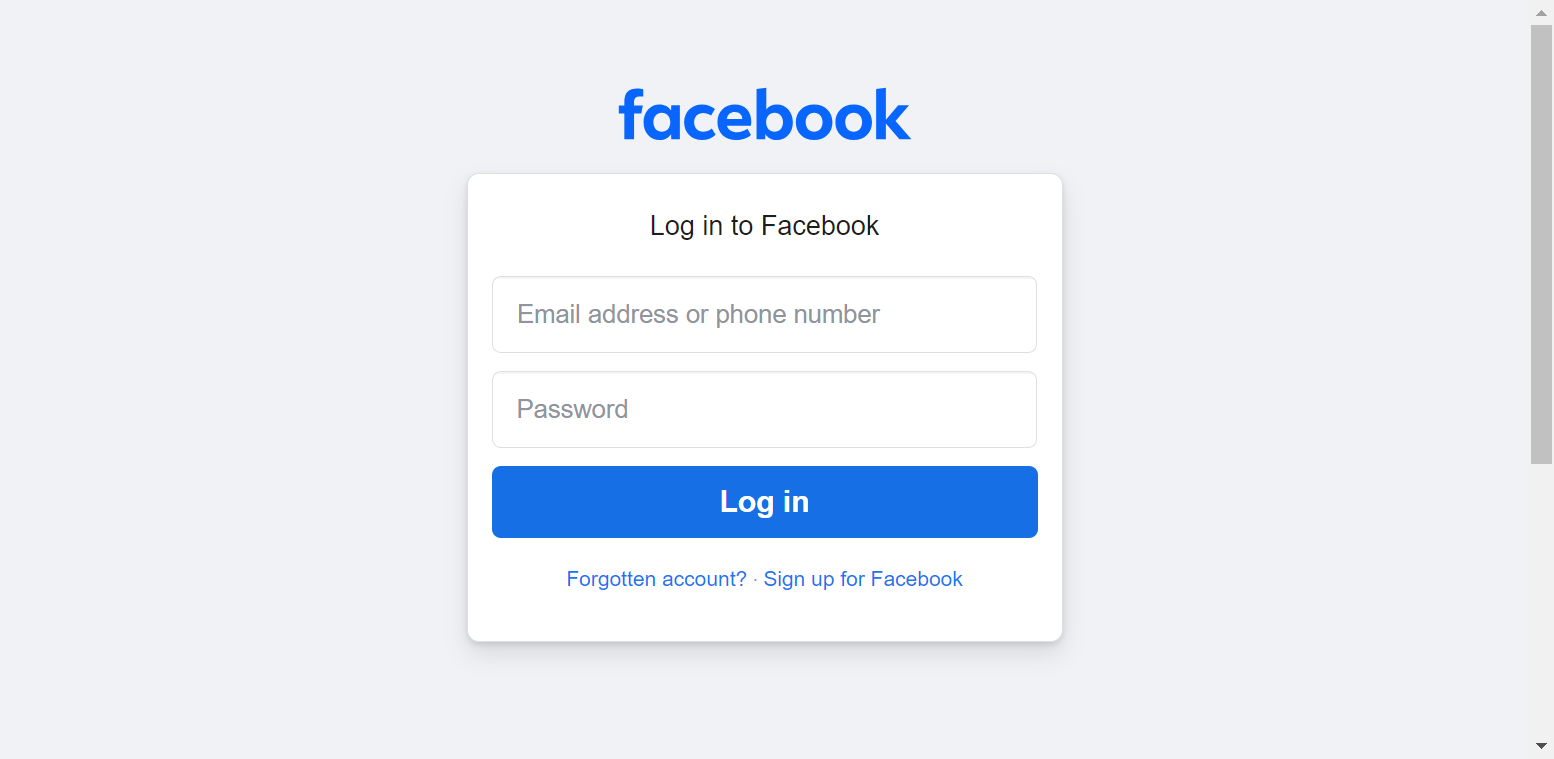 facebook
Log in to Facebook
Email address or phone number
Password
Log in
Forgotten account? · Sign up for Facebook